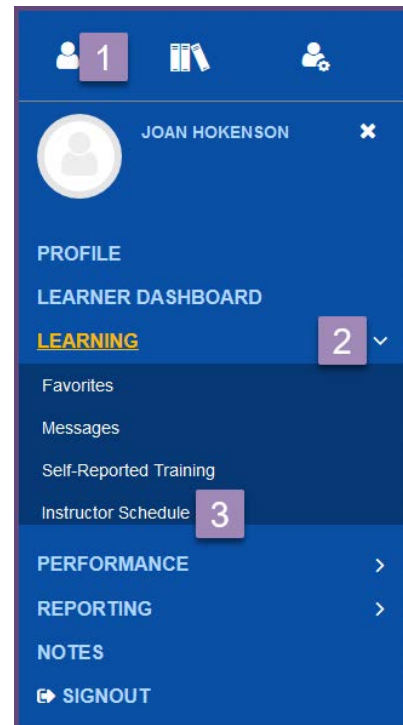 1
JOAN HOKENSON
PROFILE
LEARNER DASHBOARD
LEARNING 2
Favorites
Messages
Self-Reported Training
Instructor Schedule 3
PERFORMANCE
REPORTING
NOTES
SIGNOUT